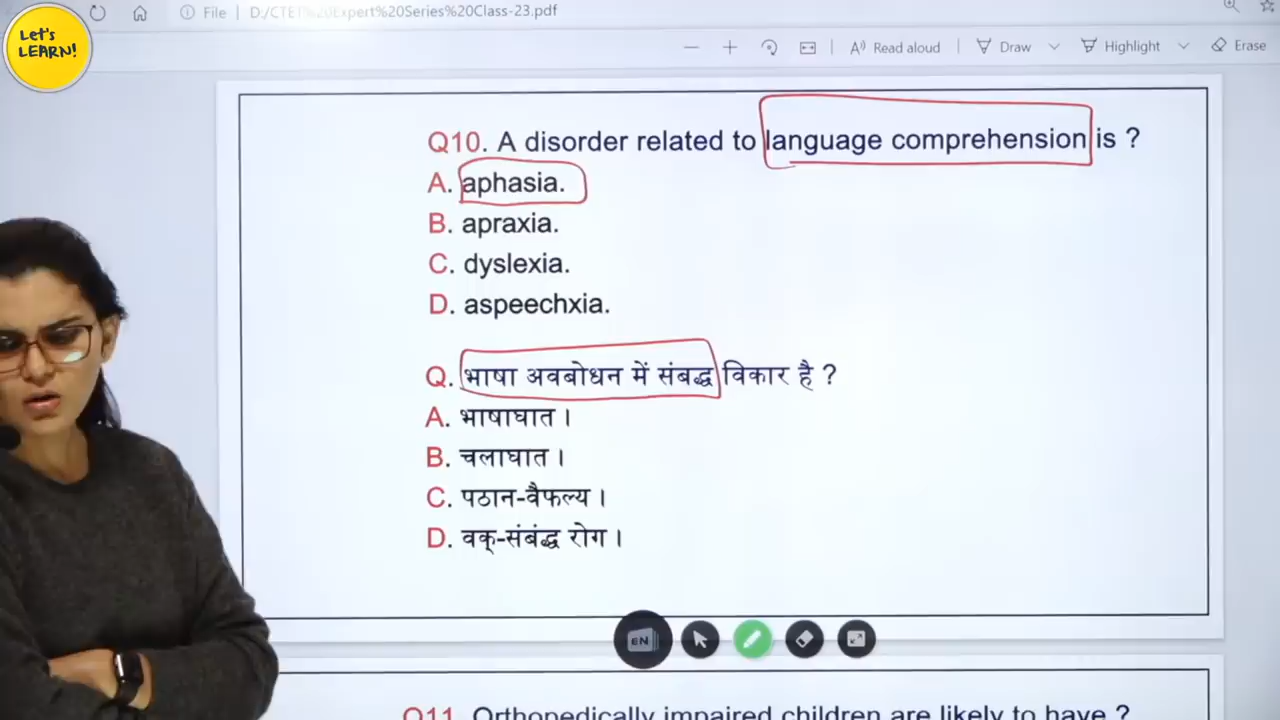 Let's
LEARN!
File | D:/CTET%20Expert%20Series%20Class-23.pdf
Read aloud
Draw
Highlight
Erase
Q10. A disorder related to language comprehension is ?
A. aphasia.
B. apraxia.
C. dyslexia.
D. aspeechxia.
Q. भाषा अवबोधन में संबद्ध विकार है ?
A. भाषाघात ।
B. चलाघात ।
C. पठान-वैफल्य ।
D. वक्-संबंद्ध रोग ।
EN
Q11. Orthopedically impaired children are likely to have ?